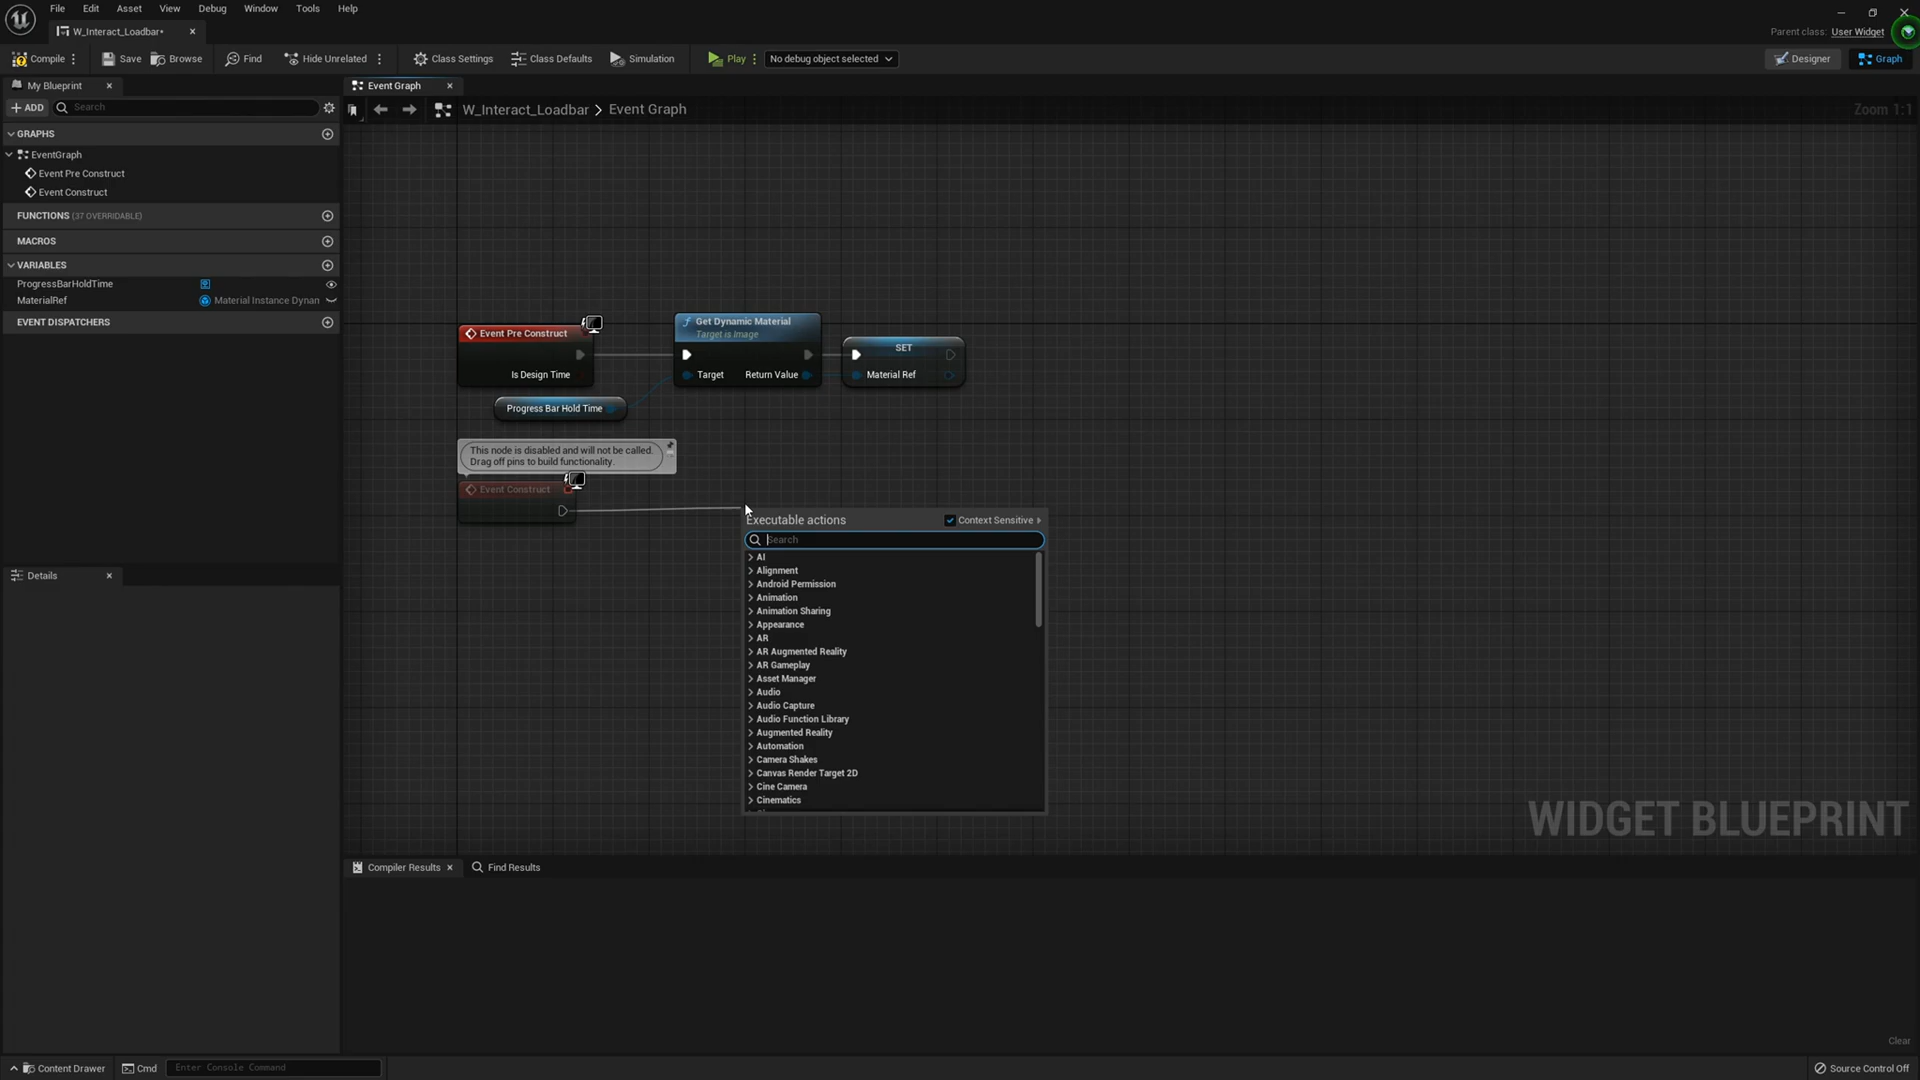 File Edit Asset View Debug Window Tools Help
W_Interact_Loadbar•
Parent class: User Widget
Compile Save Browse Find Hide Unrelated Class Settings Class Defaults Simulation Play No debug object selected Designer Graph
My Blueprint
Event Graph
ADD Search
W_Interact_Loadbar > Event Graph
Zoom 1:1
GRAPHS
EventGraph
Event Pre Construct
Event Construct
FUNCTIONS (37 OVERRIDABLE)
MACROS
VARIABLES
ProgressBarHoldTime
MaterialRef Material Instance Dynan
EVENT DISPATCHERS
Event Pre Construct
Is Design Time
Get Dynamic Material
Target is Image
Target Return Value
SET
Material Ref
Progress Bar Hold Time
This node is disabled and will not be called.
Drag off pins to build functionality.
Event Construct
Executable actions Context Sensitive
Search
AI
Alignment
Android Permission
Animation
Animation Sharing
Appearance
AR
AR Augmented Reality
AR Gameplay
Asset Manager
Audio
Audio Capture
Audio Function Library
Augmented Reality
Automation
Camera Shakes
Canvas Render Target 2D
Cine Camera
Cinematics
WIDGET BLUEPRINT
Details
Compiler Results Find Results
Clear
Content Drawer Cmd Enter Console Command Source Control Off